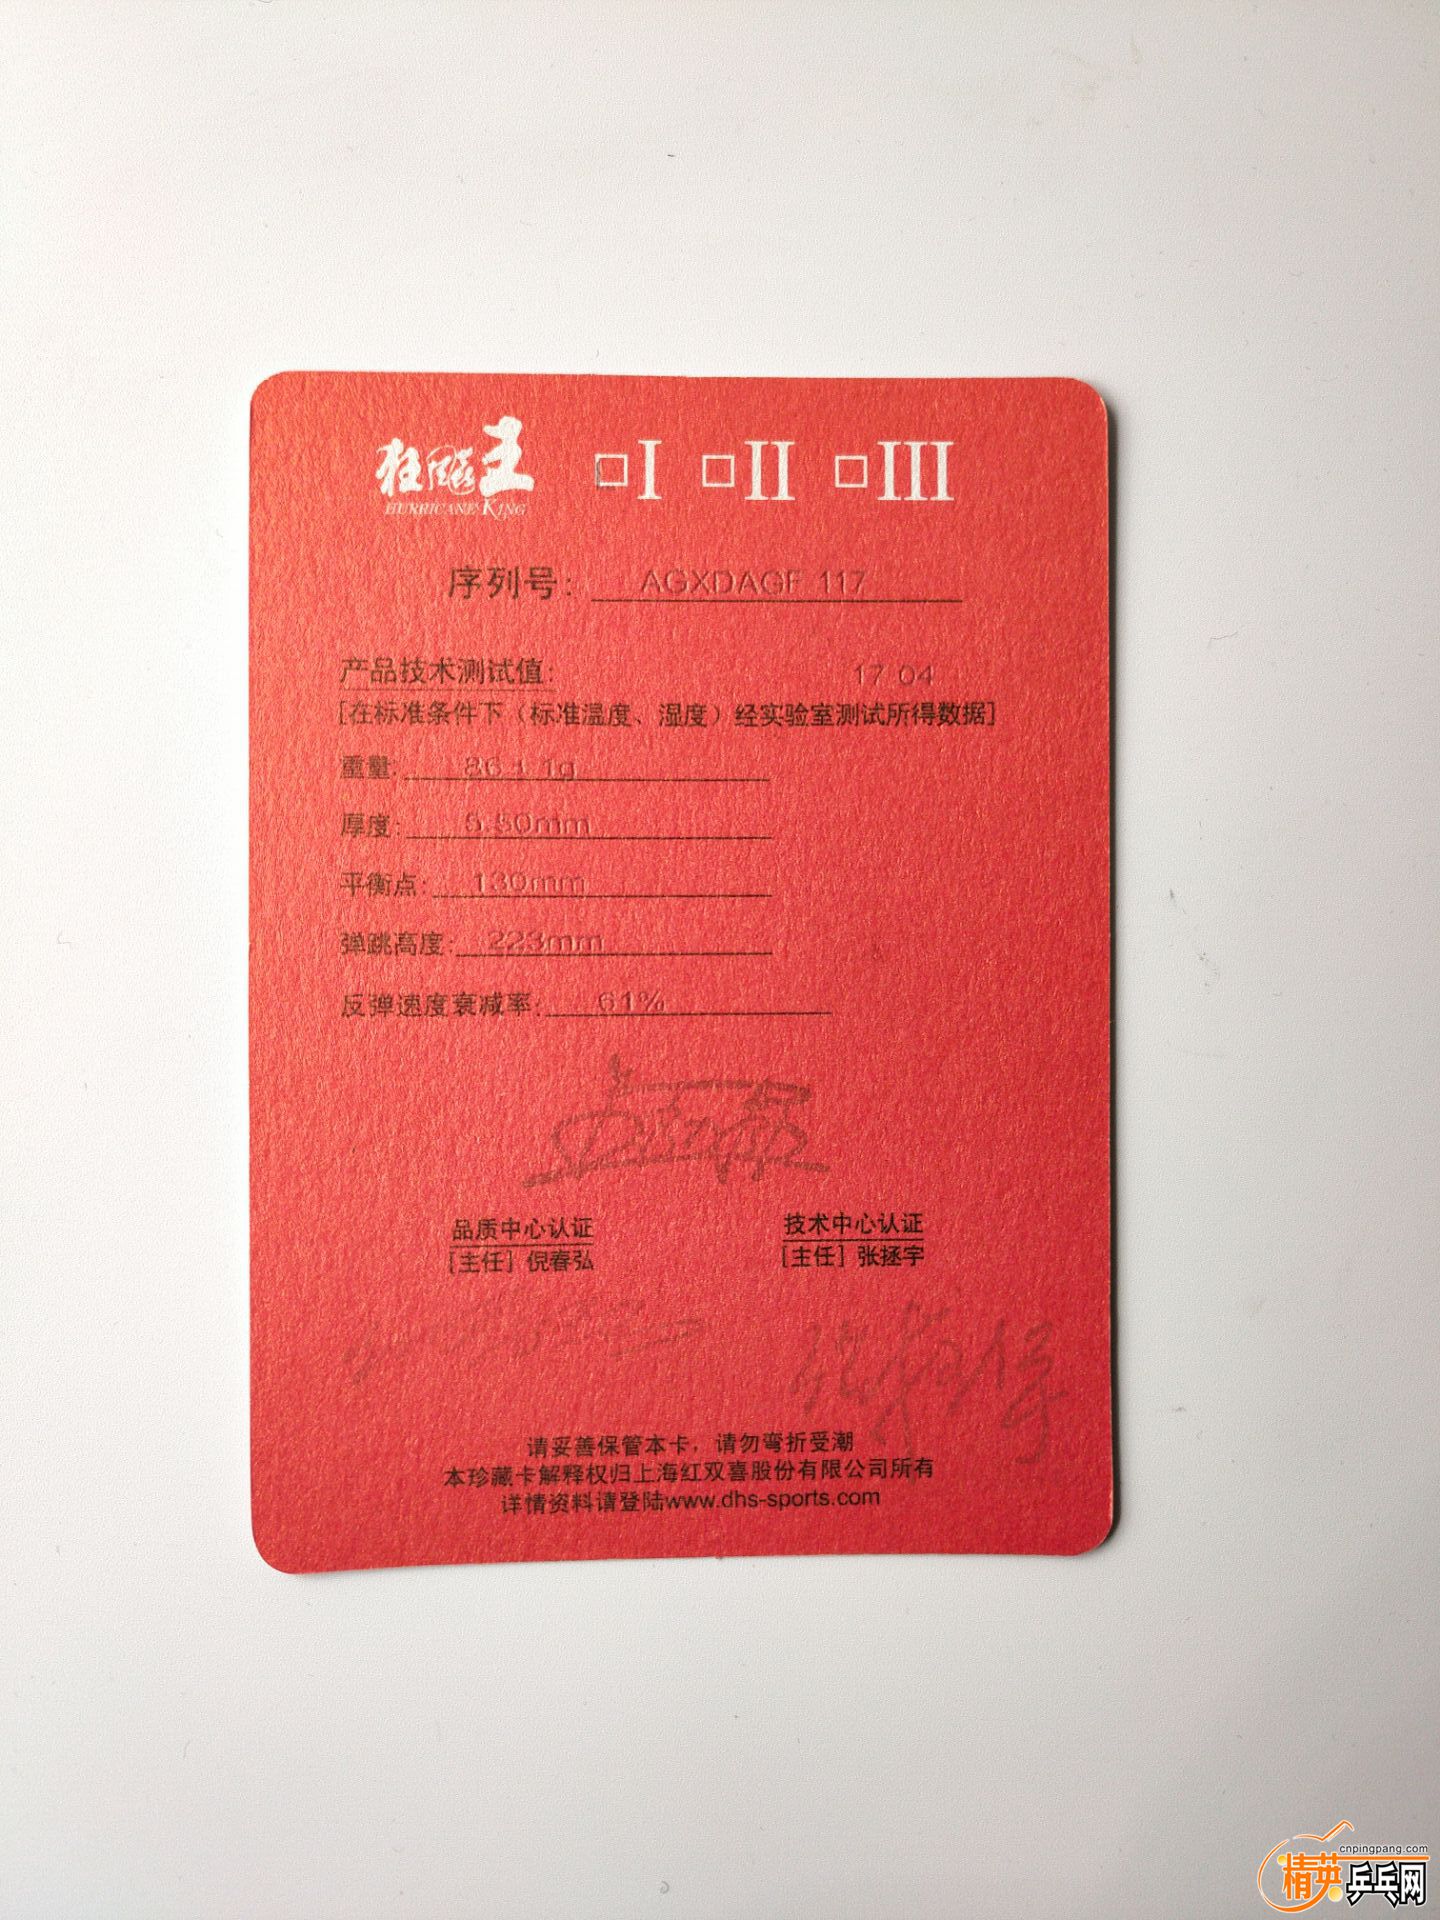 狂飚王 □I □II □III
HURRICANE KING
序列号: AGXDAGF 117
产品技术测试值: 17 04
[在标准条件下（标准温度、湿度）经实验室测试所得数据]
重量: 86±1g
厚度: 5.50mm
平衡点: 130mm
弹跳高度: 223mm
反弹速度衰减率: 61%
品质中心认证 技术中心认证
[主任] 倪春弘 [主任] 张拯宇
请妥善保管本卡，请勿弯折受潮
本珍藏卡解释权归上海红双喜股份有限公司所有
详情资料请登陆www.dhs-sports.com
cnpingpang.com
精英乒乓网